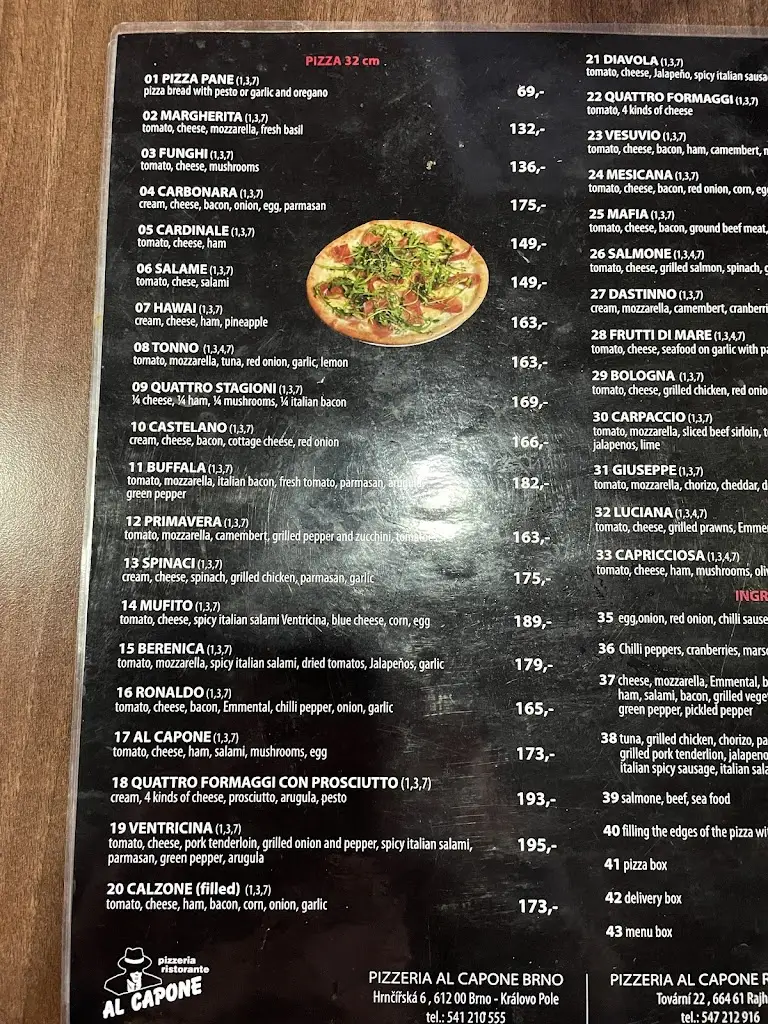 PIZZA 32 cm
01 PIZZA PANE (1,3,7)
pizza bread with pesto or garlic and oregano
69,-
02 MARGHERITA (1,3,7)
tomato, cheese, mozzarella, fresh basil
132,-
03 FUNGHI (1,3,7)
tomato, cheese, mushrooms
136,-
04 CARBONARA (1,3,7)
cream, cheese, bacon, onion, egg, parmasan
175,-
05 CARDINALE (1,3,7)
tomato, cheese, ham
149,-
06 SALAME (1,3,7)
tomato, chese, salami
149,-
07 HAWAI (1,3,7)
cream, cheese, ham, pineapple
163,-
08 TONNO (1,3,4,7)
tomato, mozzarella, tuna, red onion, garlic, lemon
163,-
09 QUATTRO STAGIONI (1,3,7)
¼ cheese, ¼ ham, ¼ mushrooms, ¼ italian bacon
169,-
10 CASTELANO (1,3,7)
cream, cheese, bacon, cottage cheese, red onion
166,-
11 BUFFALA (1,3,7)
tomato, mozzarella, italian bacon, fresh tomato, parmasan, arugula,
green pepper
182,-
12 PRIMAVERA (1,3,7)
tomato, mozzarella, camembert, grilled pepper and zucchini, tomatoes
163,-
13 SPINACI (1,3,7)
cream, cheese, spinach, grilled chicken, parmasan, garlic
175,-
14 MUFITO (1,3,7)
tomato, cheese, spicy italian salami Ventricina, blue cheese, corn, egg
189,-
15 BERENICA (1,3,7)
tomato, mozzarella, spicy italian salami, dried tomatos, Jalapeños, garlic
179,-
16 RONALDO (1,3,7)
tomato, cheese, bacon, Emmental, chilli pepper, onion, garlic
165,-
17 AL CAPONE (1,3,7)
tomato, cheese, ham, salami, mushrooms, egg
173,-
18 QUATTRO FORMAGGI CON PROSCIUTTO (1,3,7)
cream, 4 kinds of cheese, prosciutto, arugula, pesto
193,-
19 VENTRICINA (1,3,7)
tomato, cheese, pork tenderloin, grilled onion and pepper, spicy italian salami,
parmasan, green pepper, arugula
195,-
20 CALZONE (filled) (1,3,7)
tomato, cheese, ham, bacon, corn, onion, garlic
173,-
pizzeria
ristorante
AL CAPONE
PIZZERIA AL CAPONE BRNO
Hrnčířská 6 , 612 00 Brno - Královo Pole
tel.: 541 210 555
21 DIAVOLA (1,3,7)
tomato, cheese, Jalapeño, spicy italian
22 QUATTRO FORMAGGI (1,3,7)
tomato, 4 kinds of cheese
23 VESUVIO (1,3,7)
tomato, cheese, bacon, ham, camembert,
24 MESICANA (1,3,7)
tomato, cheese, bacon, red onion, corn,
25 MAFIA (1,3,7)
tomato, cheese, bacon, ground beef meat,
26 SALMONE (1,3,4,7)
tomato, cheese, grilled salmon, spinach,
27 DASTINNO (1,3,7)
cream, mozzarella, camembert,
28 FRUTTI DI MARE (1,3,4,7)
tomato, cheese, seafood on garlic with
29 BOLOGNA (1,3,7)
tomato, cheese, grilled chicken, red
30 CARPACCIO (1,3,7)
tomato, mozzarella, sliced beef sirloin,
jalapenos, lime
31 GIUSEPPE (1,3,7)
tomato, mozzarella, chorizo, cheddar,
32 LUCIANA (1,3,4,7)
tomato, cheese, grilled prawns,
33 CAPRICCIOSA (1,3,4,7)
tomato, cheese, ham, mushrooms,
INGR
35 egg,onion, red onion, chilli sause
36 Chilli peppers, cranberries,
37 cheese, mozzarella, Emmental,
ham, salami, bacon, grilled
green pepper, pickled pepper
38 tuna, grilled chicken, chorizo,
grilled pork tenderlion,
italian spicy sausage, italian
39 salmone, beef, sea food
40 filling the edges of the pizza
41 pizza box
42 delivery box
43 menu box
PIZZERIA AL CAPONE
Tovární 22 , 664 61
tel.: 547 212 916